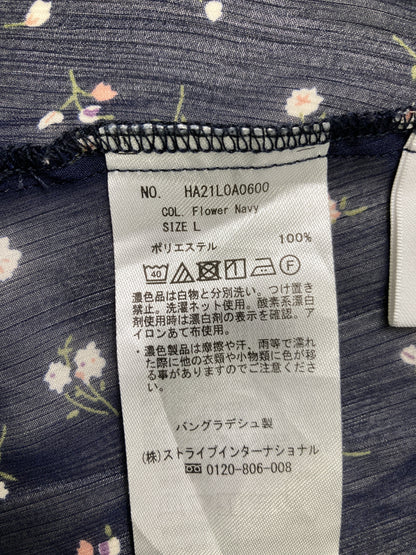 NO. HA21L0A0600
COL. Flower Navy
SIZE L
ポリエステル 100%
40 F
濃色品は白物と分別洗い。つけ置き
禁止。洗濯ネット使用。酸素系漂白
剤使用時は漂白剤の表示を確認。ア
イロンあて布使用。
・濃色製品は摩擦や汗、雨等で濡れ
た際に他の衣類や小物類に色が移
る事がありますのでご注意くださ
い。
バングラデシュ製
(株)ストライプインターナショナル
0120-806-008